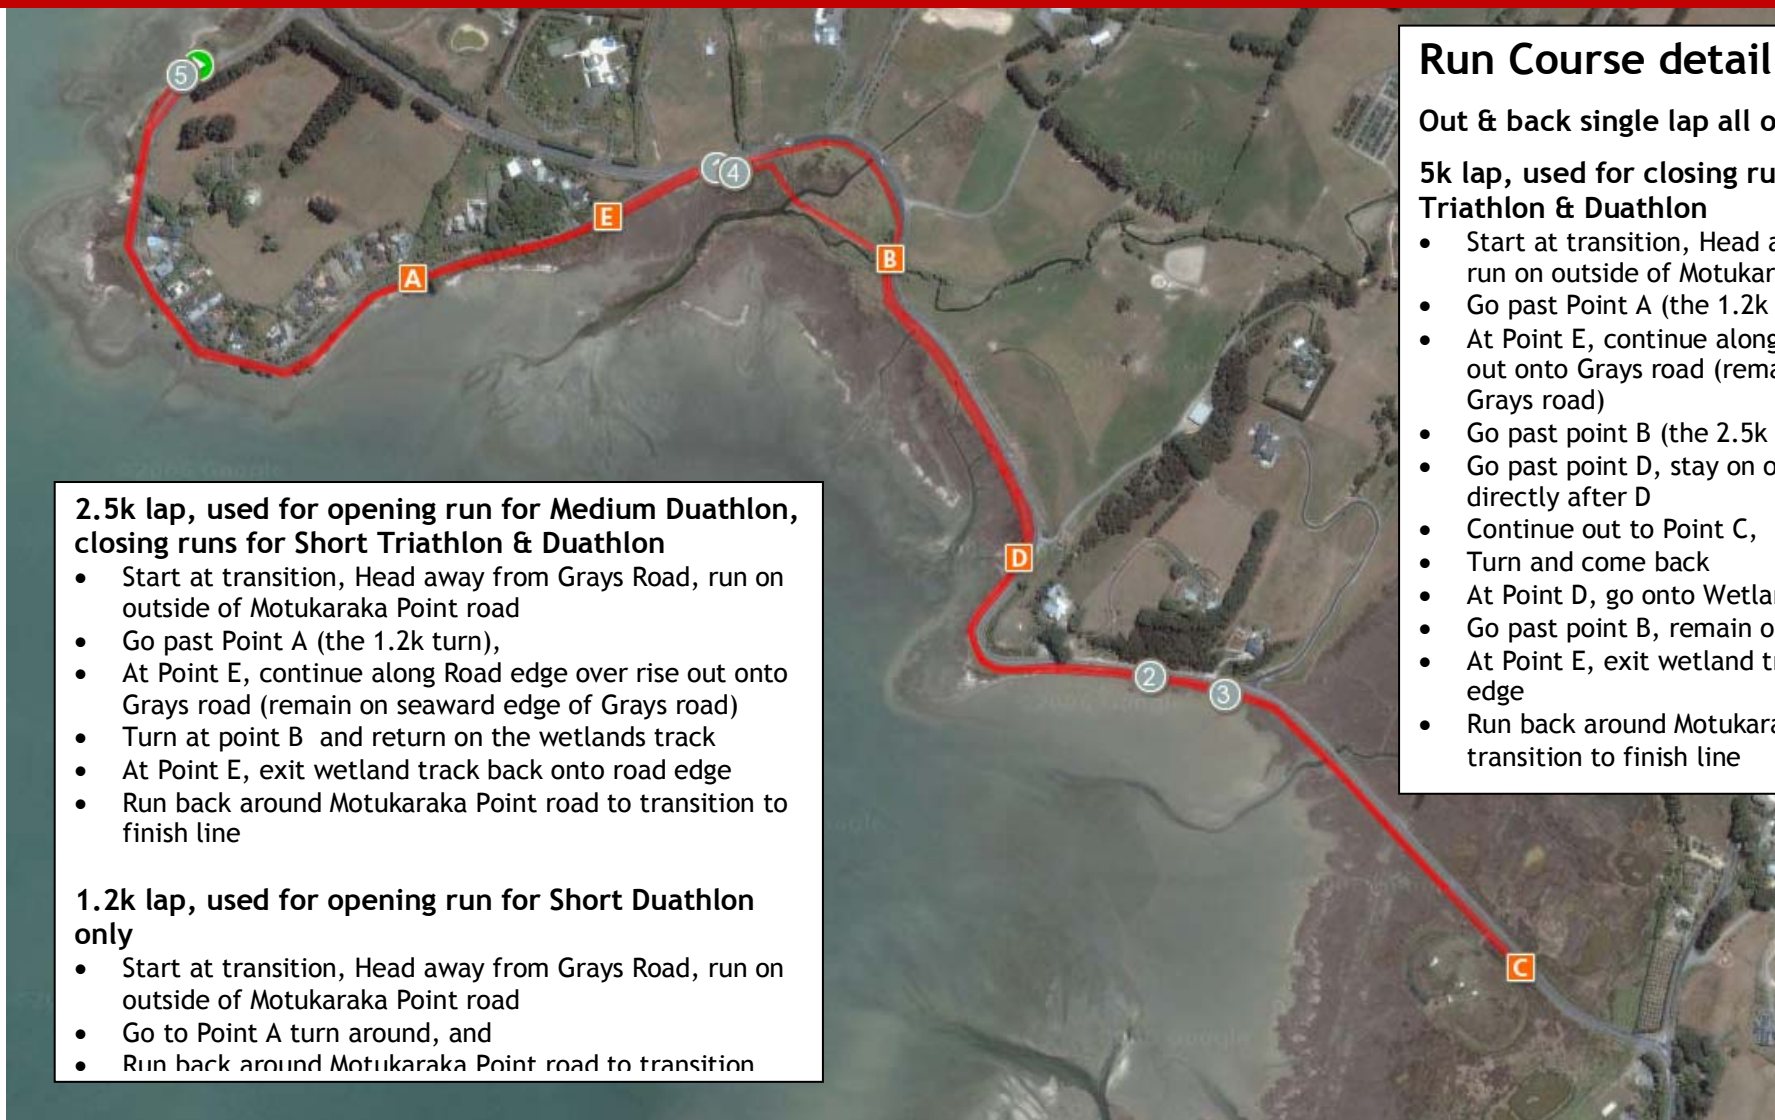 Run Course detail
Out & back single lap all o
5k lap, used for closing ru
Triathlon & Duathlon
• Start at transition, Head a
run on outside of Motukar
• Go past Point A (the 1.2k
• At Point E, continue along
out onto Grays road (rema
Grays road)
• Go past point B (the 2.5k
• Go past point D, stay on o
directly after D
• Continue out to Point C,
• Turn and come back
• At Point D, go onto Wetla
• Go past point B, remain o
• At Point E, exit wetland t
edge
• Run back around Motukara
transition to finish line
5
4
E
A
B
D
2
3
C
2.5k lap, used for opening run for Medium Duathlon,
closing runs for Short Triathlon & Duathlon
• Start at transition, Head away from Grays Road, run on
outside of Motukaraka Point road
• Go past Point A (the 1.2k turn),
• At Point E, continue along Road edge over rise out onto
Grays road (remain on seaward edge of Grays road)
• Turn at point B and return on the wetlands track
• At Point E, exit wetland track back onto road edge
• Run back around Motukaraka Point road to transition to
finish line
1.2k lap, used for opening run for Short Duathlon
only
• Start at transition, Head away from Grays Road, run on
outside of Motukaraka Point road
• Go to Point A turn around, and
• Run back around Motukaraka Point road to transition